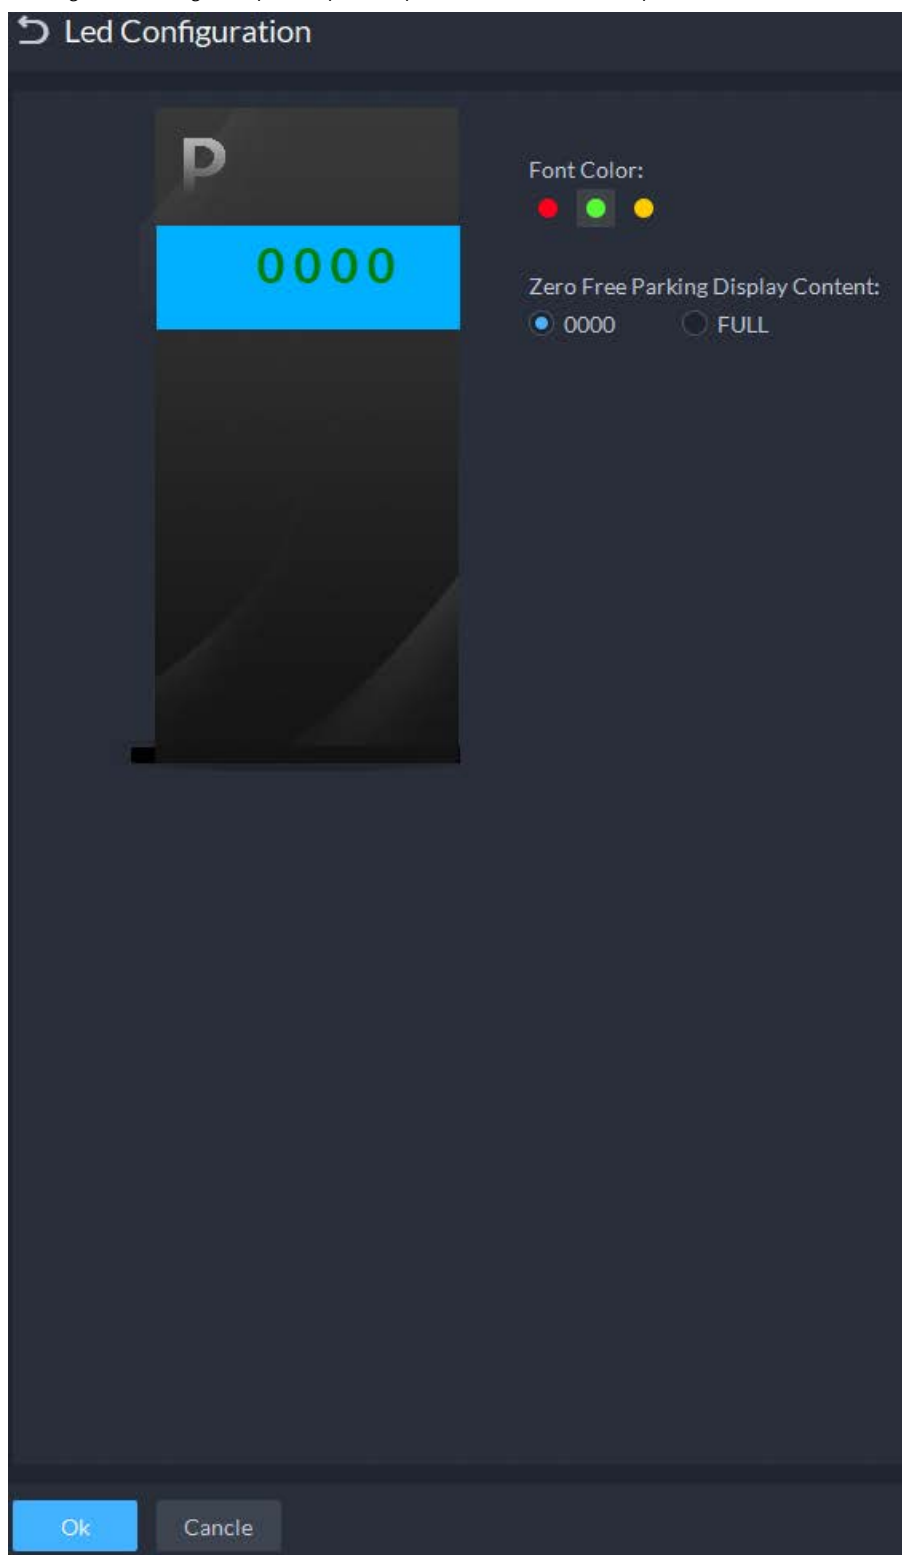 Led Configuration
P
0000
Font Color:
Zero Free Parking Display Content:
0000 FULL
Ok Cancle